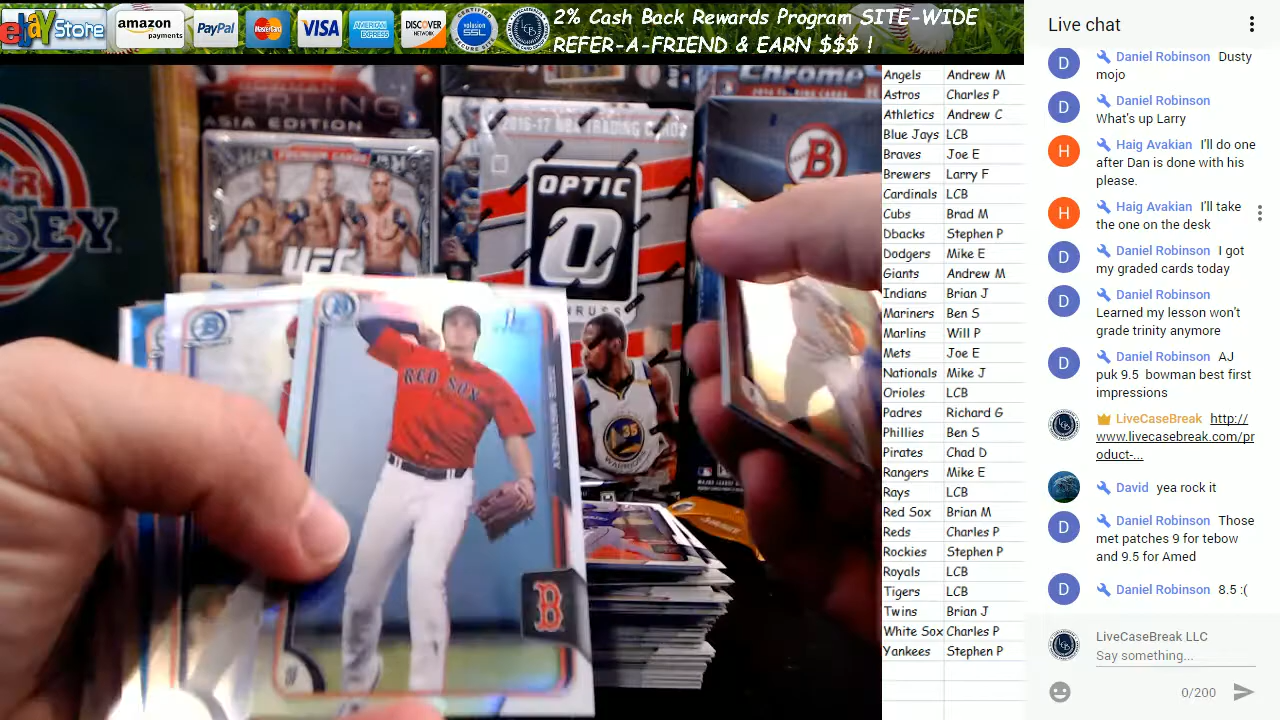 ebay Store
amazon
payments
PayPal
MasterCard
VISA
AMERICAN
EXPRESS
DISCOVER
NETWORK
volusion
SSL
LCB
2% Cash Back Rewards Program SITE-WIDE
REFER-A-FRIEND & EARN $$$ !
ERLING
ASIA EDITION
UFC
2016-17 NBA TRADING CARDS
OPTIC
Chrome
B
SEY
WARRIORS
35
RED SOX
B
Angels Andrew M
Astros Charles P
Athletics Andrew C
Blue Jays LCB
Braves Joe E
Brewers Larry F
Cardinals LCB
Cubs Brad M
Dbacks Stephen P
Dodgers Mike E
Giants Andrew M
Indians Brian J
Mariners Ben S
Marlins Will P
Mets Joe E
Nationals Mike J
Orioles LCB
Padres Richard G
Phillies Ben S
Pirates Chad D
Rangers Mike E
Rays LCB
Red Sox Brian M
Reds Charles P
Rockies Stephen P
Royals LCB
Tigers LCB
Twins Brian J
White Sox Charles P
Yankees Stephen P
Live chat
D Daniel Robinson Dusty
mojo
D Daniel Robinson
What's up Larry
H Haig Avakian I'll do one
after Dan is done with his
please.
H Haig Avakian I'll take
the one on the desk
D Daniel Robinson I got
my graded cards today
D Daniel Robinson
Learned my lesson won't
grade trinity anymore
D Daniel Robinson AJ
puk 9.5 bowman best first
impressions
LiveCaseBreak http://
www.livecasebreak.com/pr
oduct-...
David yea rock it
D Daniel Robinson Those
met patches 9 for tebow
and 9.5 for Amed
D Daniel Robinson 8.5 :(
LiveCaseBreak LLC
Say something...
0/200